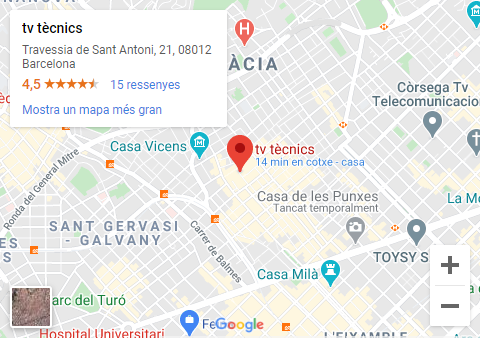 NOVA
tv tècnics
Travessia de Sant Antoni, 21, 08012
Barcelona
4,5 15 ressenyes
Mostra un mapa més gran
ÀCIA
H
Còrsega Tv
Telecomunicacio
Casa Vicens
tv tècnics
14 min en cotxe - casa
Ronda del General Mitre
Casa de les Punxes
Tancat temporalment
La Mo
SANT GERVASI
- GALVANY
Carrer de Balmes
TOYSY S
Casa Milà
+
−
arc del Turó
Fe
Google
Hospital Universitari
L'EIXAMPLE